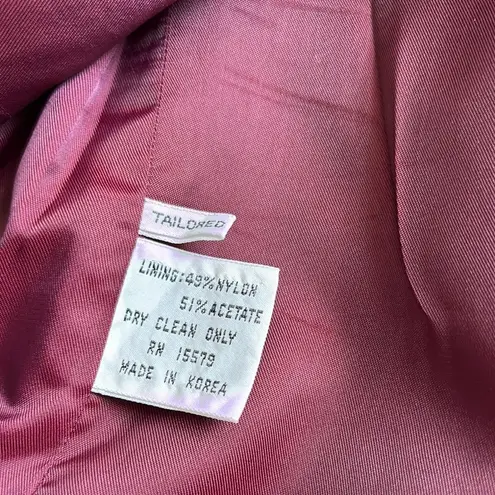 TAILORED
LINING:49%NYLON
51%ACETATE
DRY CLEAN ONLY
RN 15579
MADE IN KOREA